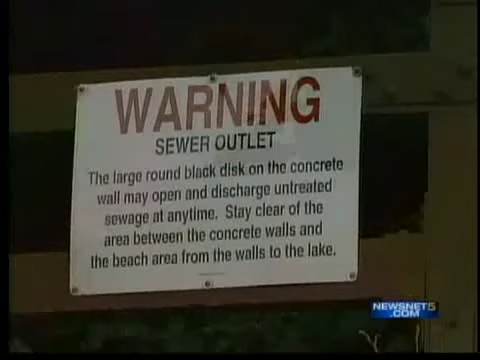 WARNING
SEWER OUTLET
The large round black disk on the concrete
wall may open and discharge untreated
sewage at anytime. Stay clear of the
area between the concrete walls and
the beach area from the walls to the lake.
NEWSNET5
.COM